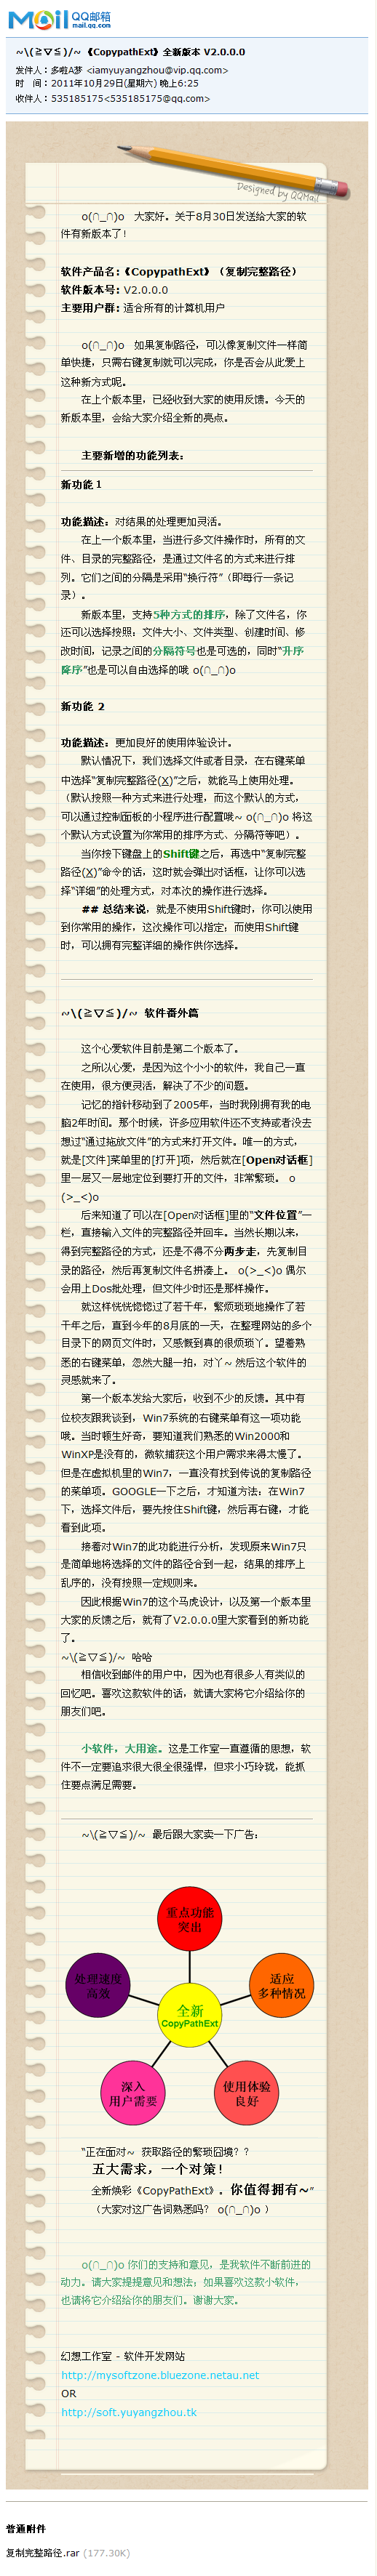 Mail QQ邮箱
mail.qq.com
~\(≧▽≦)/~ 《CopypathExt》全新版本 V2.0.0.0
发件人：多啦A梦 <iamyuyangzhou@vip.qq.com>
时 间：2011年10月29日(星期六) 晚上6:25
收件人：535185175<535185175@qq.com>
Designed by QQMail
o(∩_∩)o 大家好。关于8月30日发送给大家的软
件有新版本了！
软件产品名：《CopypathExt》（复制完整路径）
软件版本号: V2.0.0.0
主要用户群: 适合所有的计算机用户
o(∩_∩)o 如果复制路径，可以像复制文件一样简
单快捷，只需右键复制就可以完成，你是否会从此爱上
这种新方式呢。
在上个版本里，已经收到大家的使用反馈。今天的
新版本里，会给大家介绍全新的亮点。
主要新增的功能列表：
新功能１
功能描述：对结果的处理更加灵活。
在上一个版本里，当进行多文件操作时，所有的文
件、目录的完整路径，是通过文件名的方式来进行排
列。它们之间的分隔是采用“换行符”（即每行一条记
录）。
新版本里，支持5种方式的排序，除了文件名，你
还可以选择按照：文件大小、文件类型、创建时间、修
改时间，记录之间的分隔符号也是可选的，同时“升序
降序”也是可以自由选择的哦 o(∩_∩)o
新功能 2
功能描述：更加良好的使用体验设计。
默认情况下，我们选择文件或者目录，在右键菜单
中选择“复制完整路径(X)”之后，就能马上使用处理。
（默认按照一种方式来进行处理，而这个默认的方式，
可以通过控制面板的小程序进行配置哦~ o(∩_∩)o 将这
个默认方式设置为你常用的排序方式、分隔符等吧）。
当你按下键盘上的Shift键之后，再选中“复制完整
路径(X)”命令的话，这时就会弹出对话框，让你可以选
择“详细”的处理方式，对本次的操作进行选择。
## 总结来说，就是不使用Shift键时，你可以使用
到你常用的操作，这次操作可以指定；而使用Shift键
时，可以拥有完整详细的操作供你选择。
~\(≧▽≦)/~ 软件番外篇
这个心爱软件目前是第二个版本了。
之所以心爱，是因为这个小小的软件，我自己一直
在使用，很方便灵活，解决了不少的问题。
记忆的指针移动到了2005年，当时我刚拥有我的电
脑2年时间。那个时候，许多应用软件还不支持或者没去
想过“通过拖放文件”的方式来打开文件。唯一的方式，
就是[文件]菜单里的[打开]项，然后就在[Open对话框]
里一层又一层地定位到要打开的文件，非常繁琐。 o
(>_<)o
后来知道了可以在[Open对话框]里的“文件位置”一
栏，直接输入文件的完整路径并回车。当然长期以来，
得到完整路径的方式，还是不得不分两步走，先复制目
录的路径，然后再复制文件名拼凑上。 o(>_<)o 偶尔
会用上Dos批处理，但文件少时还是那样操作。
就这样恍恍惚惚过了若干年，繁烦琐琐地操作了若
干年之后，直到今年的8月底的一天，在整理网站的多个
目录下的网页文件时，又感慨到真的很烦琐丫。望着熟
悉的右键菜单，忽然大腿一拍，对丫~ 然后这个软件的
灵感就来了。
第一个版本发给大家后，收到不少的反馈。其中有
位校友跟我谈到，Win7系统的右键菜单有这一项功能
哦。当时顿生好奇，要知道我们熟悉的Win2000和
WinXP是没有的，微软捕获这个用户需求来得太慢了。
但是在虚拟机里的Win7，一直没有找到传说的复制路径
的菜单项。GOOGLE一下之后，才知道方法：在Win7
下，选择文件后，要先按住Shift键，然后再右键，才能
看到此项。
接着对Win7的此功能进行分析，发现原来Win7只
是简单地将选择的文件的路径合到一起，结果的排序上
乱序的，没有按照一定规则来。
因此根据Win7的这个马虎设计，以及第一个版本里
大家的反馈之后，就有了V2.0.0.0里大家看到的新功能
了。
~\(≧▽≦)/~ 哈哈
相信收到邮件的用户中，因为也有很多人有类似的
回忆吧。喜欢这款软件的话，就请大家将它介绍给你的
朋友们吧。
小软件，大用途。这是工作室一直遵循的思想，软
件不一定要追求很大很全很强悍，但求小巧玲珑，能抓
住要点满足需要。
~\(≧▽≦)/~ 最后跟大家卖一下广告：
重点功能
突出
处理速度
高效
适应
多种情况
全新
CopyPathExt
深入
用户需要
使用体验
良好
“正在面对~ 获取路径的繁琐囧境？？
五大需求，一个对策！
全新焕彩《CopyPathExt》。你值得拥有~”
（大家对这广告词熟悉吗？ o(∩_∩)o ）
o(∩_∩)o 你们的支持和意见，是我软件不断前进的
动力。请大家提提意见和想法；如果喜欢这款小软件，
也请将它介绍给你的朋友们。谢谢大家。
幻想工作室 - 软件开发网站
http://mysoftzone.bluezone.netau.net
OR
http://soft.yuyangzhou.tk
普通附件
复制完整路径.rar (177.30K)